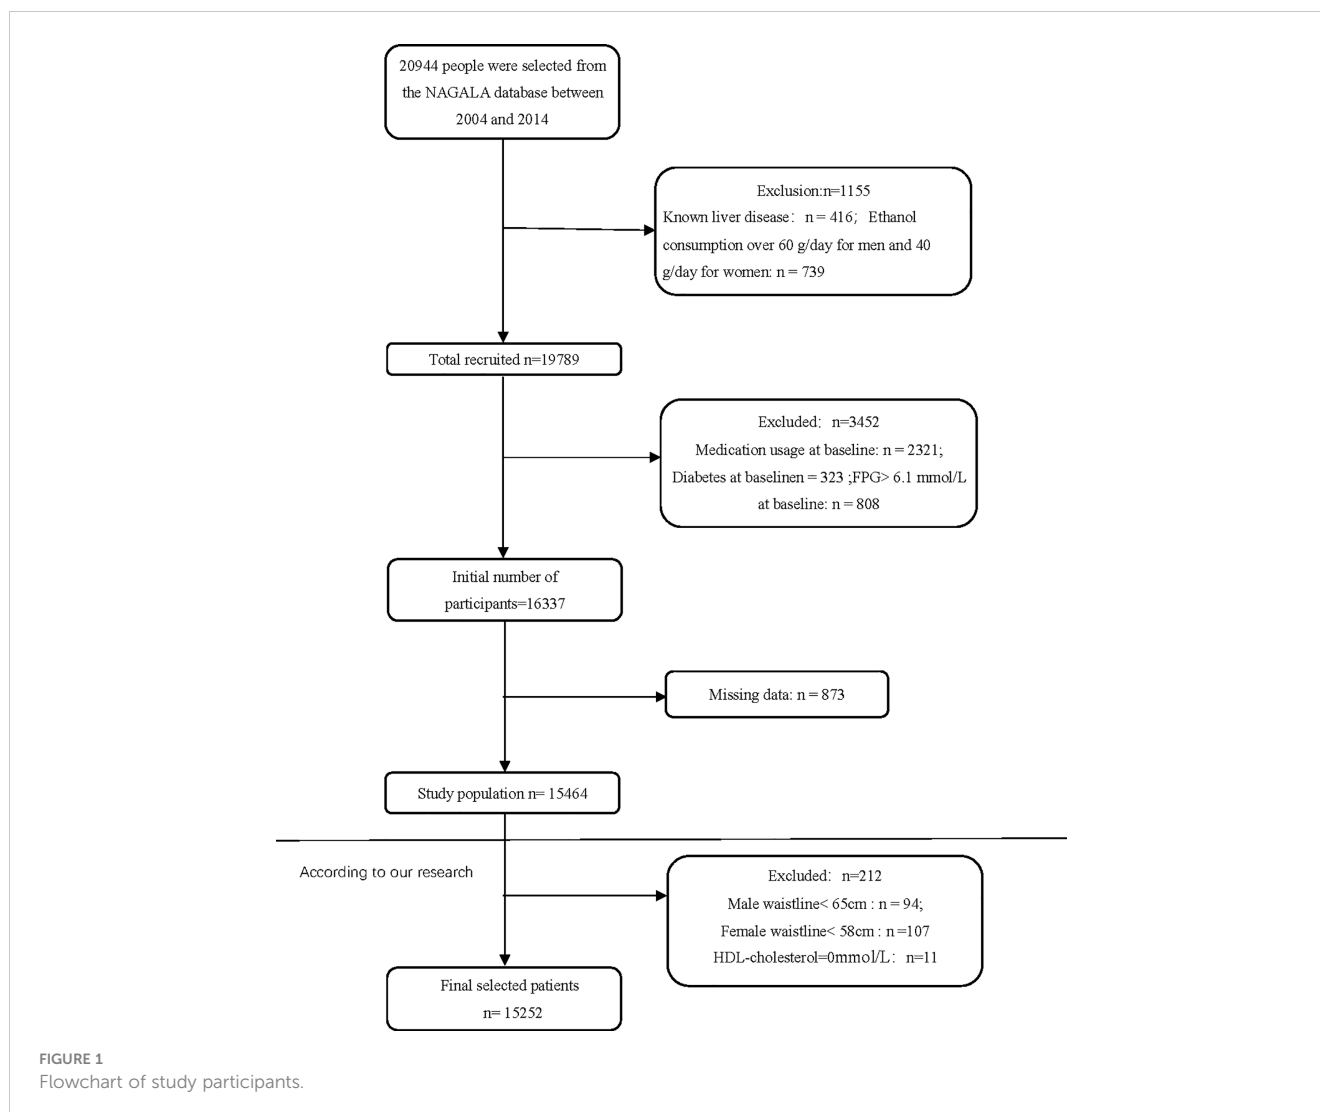 20944 people were selected from
the NAGALA database between
2004 and 2014
Exclusion:n=1155
Known liver disease： n = 416； Ethanol
consumption over 60 g/day for men and 40
g/day for women: n = 739
Total recruited n=19789
Excluded： n=3452
Medication usage at baseline: n = 2321;
Diabetes at baselinen = 323 ;FPG> 6.1 mmol/L
at baseline: n = 808
Initial number of
participants=16337
Missing data: n = 873
Study population n= 15464
According to our research
Excluded： n=212
Male waistline< 65cm : n = 94;
Female waistline< 58cm : n =107
HDL-cholesterol=0mmol/L： n=11
Final selected patients
n= 15252
FIGURE 1
Flowchart of study participants.